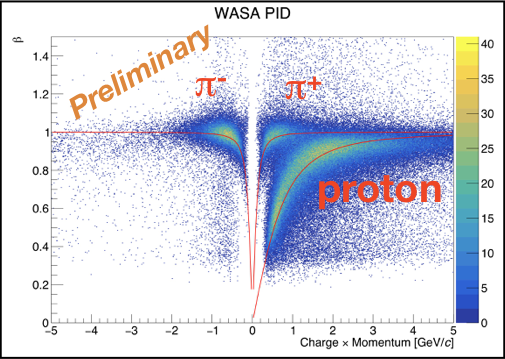 WASA PID
β
Preliminary
π⁻
π⁺
proton
1.4
1.2
1
0.8
0.6
0.4
0.2
0
−5 −4 −3 −2 −1 0 1 2 3 4 5
Charge × Momentum [GeV/c]
40
35
30
25
20
15
10
5
0